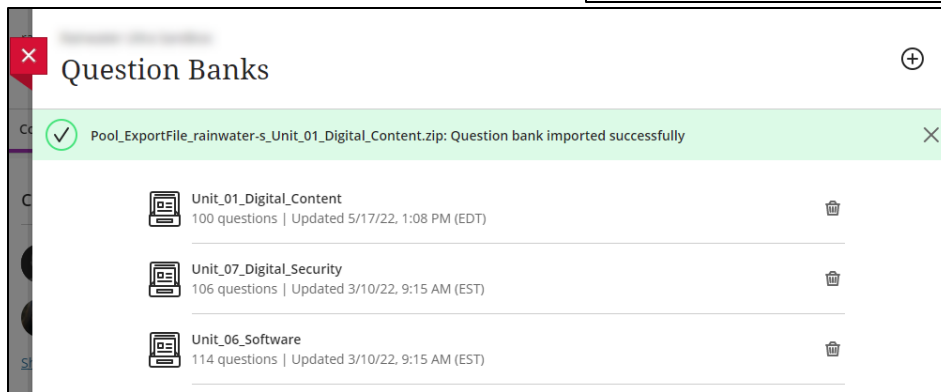 Question Banks
Pool_ExportFile_rainwater-s_Unit_01_Digital_Content.zip: Question bank imported successfully
Unit_01_Digital_Content
100 questions | Updated 5/17/22, 1:08 PM (EDT)
Unit_07_Digital_Security
106 questions | Updated 3/10/22, 9:15 AM (EST)
Unit_06_Software
114 questions | Updated 3/10/22, 9:15 AM (EST)